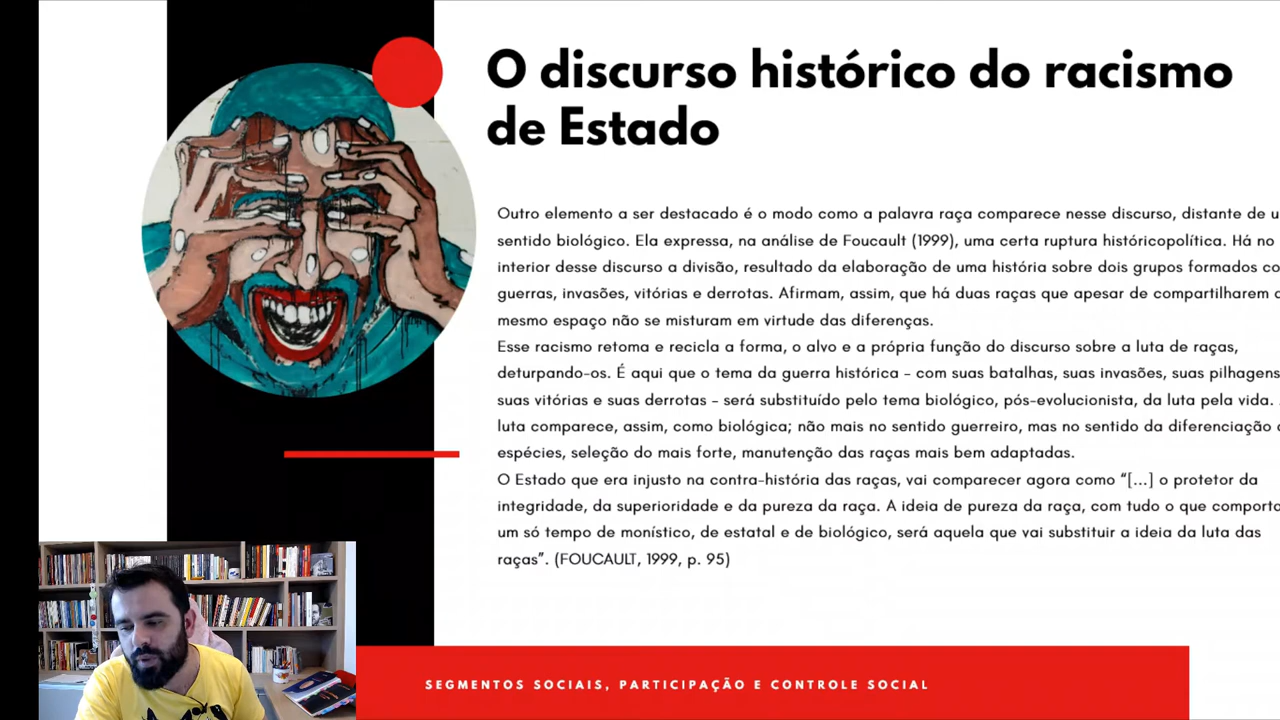 O discurso histórico do racismo
de Estado
Outro elemento a ser destacado é o modo como a palavra raça comparece nesse discurso, distante de
sentido biológico. Ela expressa, na análise de Foucault (1999), uma certa ruptura históricopolítica. Há no
interior desse discurso a divisão, resultado da elaboração de uma história sobre dois grupos formados
guerras, invasões, vitórias e derrotas. Afirmam, assim, que há duas raças que apesar de compartilharem
mesmo espaço não se misturam em virtude das diferenças.
Esse racismo retoma e recicla a forma, o alvo e a própria função do discurso sobre a luta de raças,
deturpando-os. É aqui que o tema da guerra histórica - com suas batalhas, suas invasões, suas pilhagens
suas vitórias e suas derrotas - será substituído pelo tema biológico, pós-evolucionista, da luta pela vida.
luta comparece, assim, como biológica; não mais no sentido guerreiro, mas no sentido da diferenciação
espécies, seleção do mais forte, manutenção das raças mais bem adaptadas.
O Estado que era injusto na contra-história das raças, vai comparecer agora como “[...] o protetor da
integridade, da superioridade e da pureza da raça. A ideia de pureza da raça, com tudo o que comporta
um só tempo de monístico, de estatal e de biológico, será aquela que vai substituir a ideia da luta das
raças”. (FOUCAULT, 1999, p. 95)
SEGMENTOS SOCIAIS, PARTICIPAÇÃO E CONTROLE SOCIAL